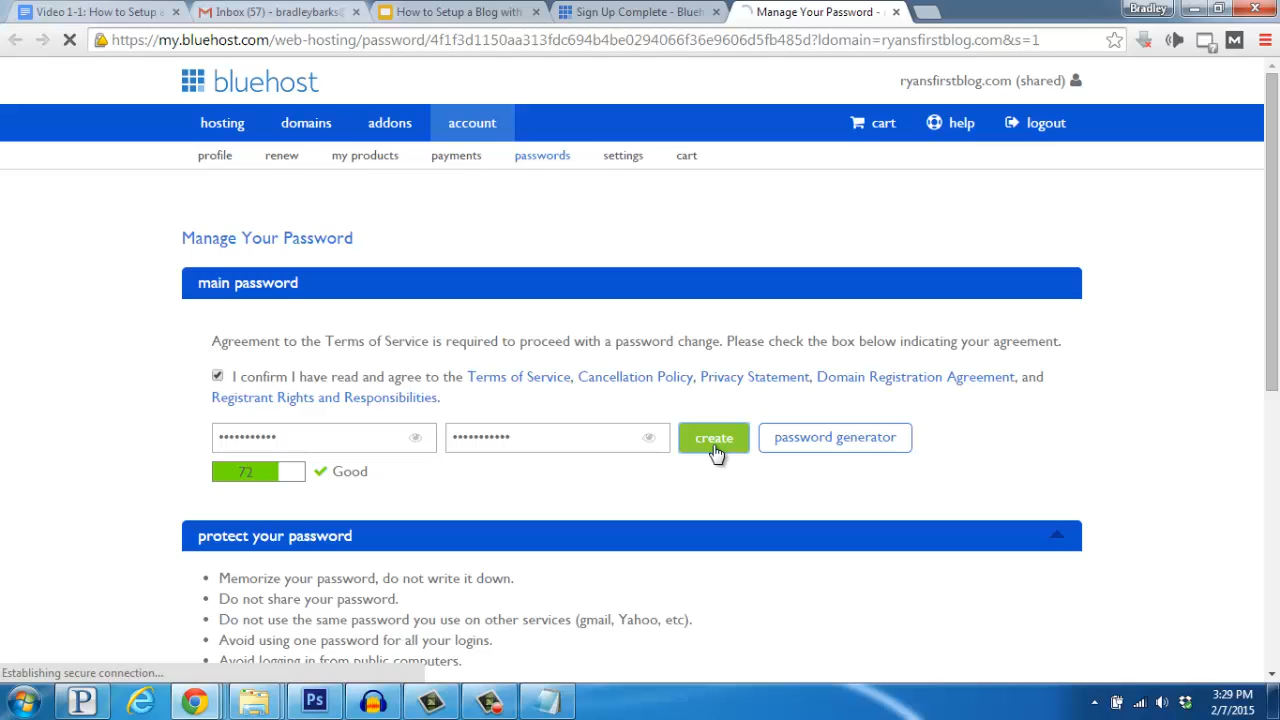 Video 1-1: How to Setup
Inbox (57) - bradleybarks
How to Setup a Blog with
Sign Up Complete - Blueh
Manage Your Password -
Bradley
https://my.bluehost.com/web-hosting/password/4f1f3d1150aa313fdc694b4be0294066f36e9606d5fb485d?ldomain=ryansfirstblog.com&s=1
M
bluehost
ryansfirstblog.com (shared)
hosting domains addons account cart help logout
profile renew my products payments passwords settings cart
Manage Your Password
main password
Agreement to the Terms of Service is required to proceed with a password change. Please check the box below indicating your agreement.
I confirm I have read and agree to the Terms of Service, Cancellation Policy, Privacy Statement, Domain Registration Agreement, and
Registrant Rights and Responsibilities.
••••••••••• ••••••••••• create password generator
72 Good
protect your password
• Memorize your password, do not write it down.
• Do not share your password.
• Do not use the same password you use on other services (gmail, Yahoo, etc).
• Avoid using one password for all your logins.
• Avoid logging in from public computers.
Establishing secure connection...
P
Ps
3:29 PM
2/7/2015